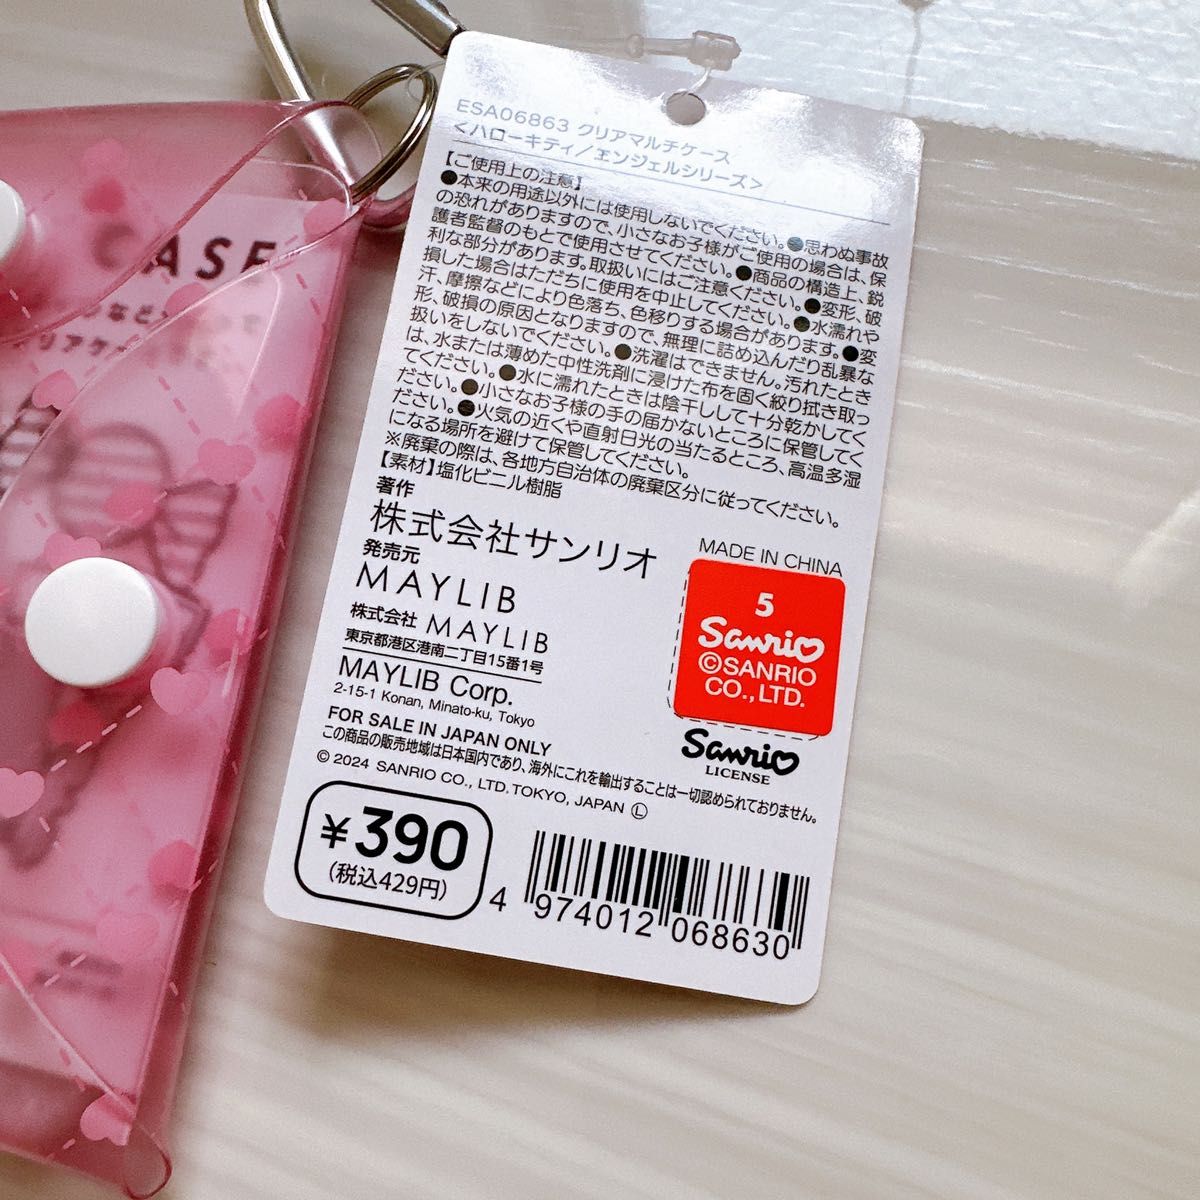 ESA06863 クリアマルチケース
<ハローキティ/エンジェルシリーズ>
【ご使用上の注意】
●本来の用途以外には使用しないでください。●思わぬ事故
の恐れがありますので、小さなお子様がご使用の場合は、保
護者監督のもとで使用させてください。●商品の構造上、鋭
利な部分があります。取扱いにはご注意ください。●変形、破
損した場合はただちに使用を中止してください。●水濡れや
汗、摩擦などにより色落ち、色移りする場合があります。●変
形、破損の原因となりますので、無理に詰め込んだり乱暴な
扱いをしないでください。●洗濯はできません。汚れたとき
は、水または薄めた中性洗剤に浸けた布を固く絞り拭き取っ
てください。●水に濡れたときは陰干しして十分乾かしてく
ださい。●小さなお子様の手の届かないところに保管してく
ださい。●火気の近くや直射日光の当たるところ、高温多湿
になる場所を避けて保管してください。
※廃棄の際は、各地方自治体の廃棄区分に従ってください。
【素材】塩化ビニル樹脂
著作
株式会社サンリオ
発売元
MAYLIB
株式会社 MAYLIB
東京都港区港南二丁目15番1号
MAYLIB Corp.
2-15-1 Konan, Minato-ku, Tokyo
FOR SALE IN JAPAN ONLY
この商品の販売地域は日本国内であり、海外にこれを輸出することは一切認められておりません。
© 2024 SANRIO CO., LTD. TOKYO, JAPAN Ⓛ
MADE IN CHINA
5
Sanrio
©SANRIO
CO., LTD.
Sanrio
LICENSE
¥390
(税込429円)
4 974012 068630
ASE